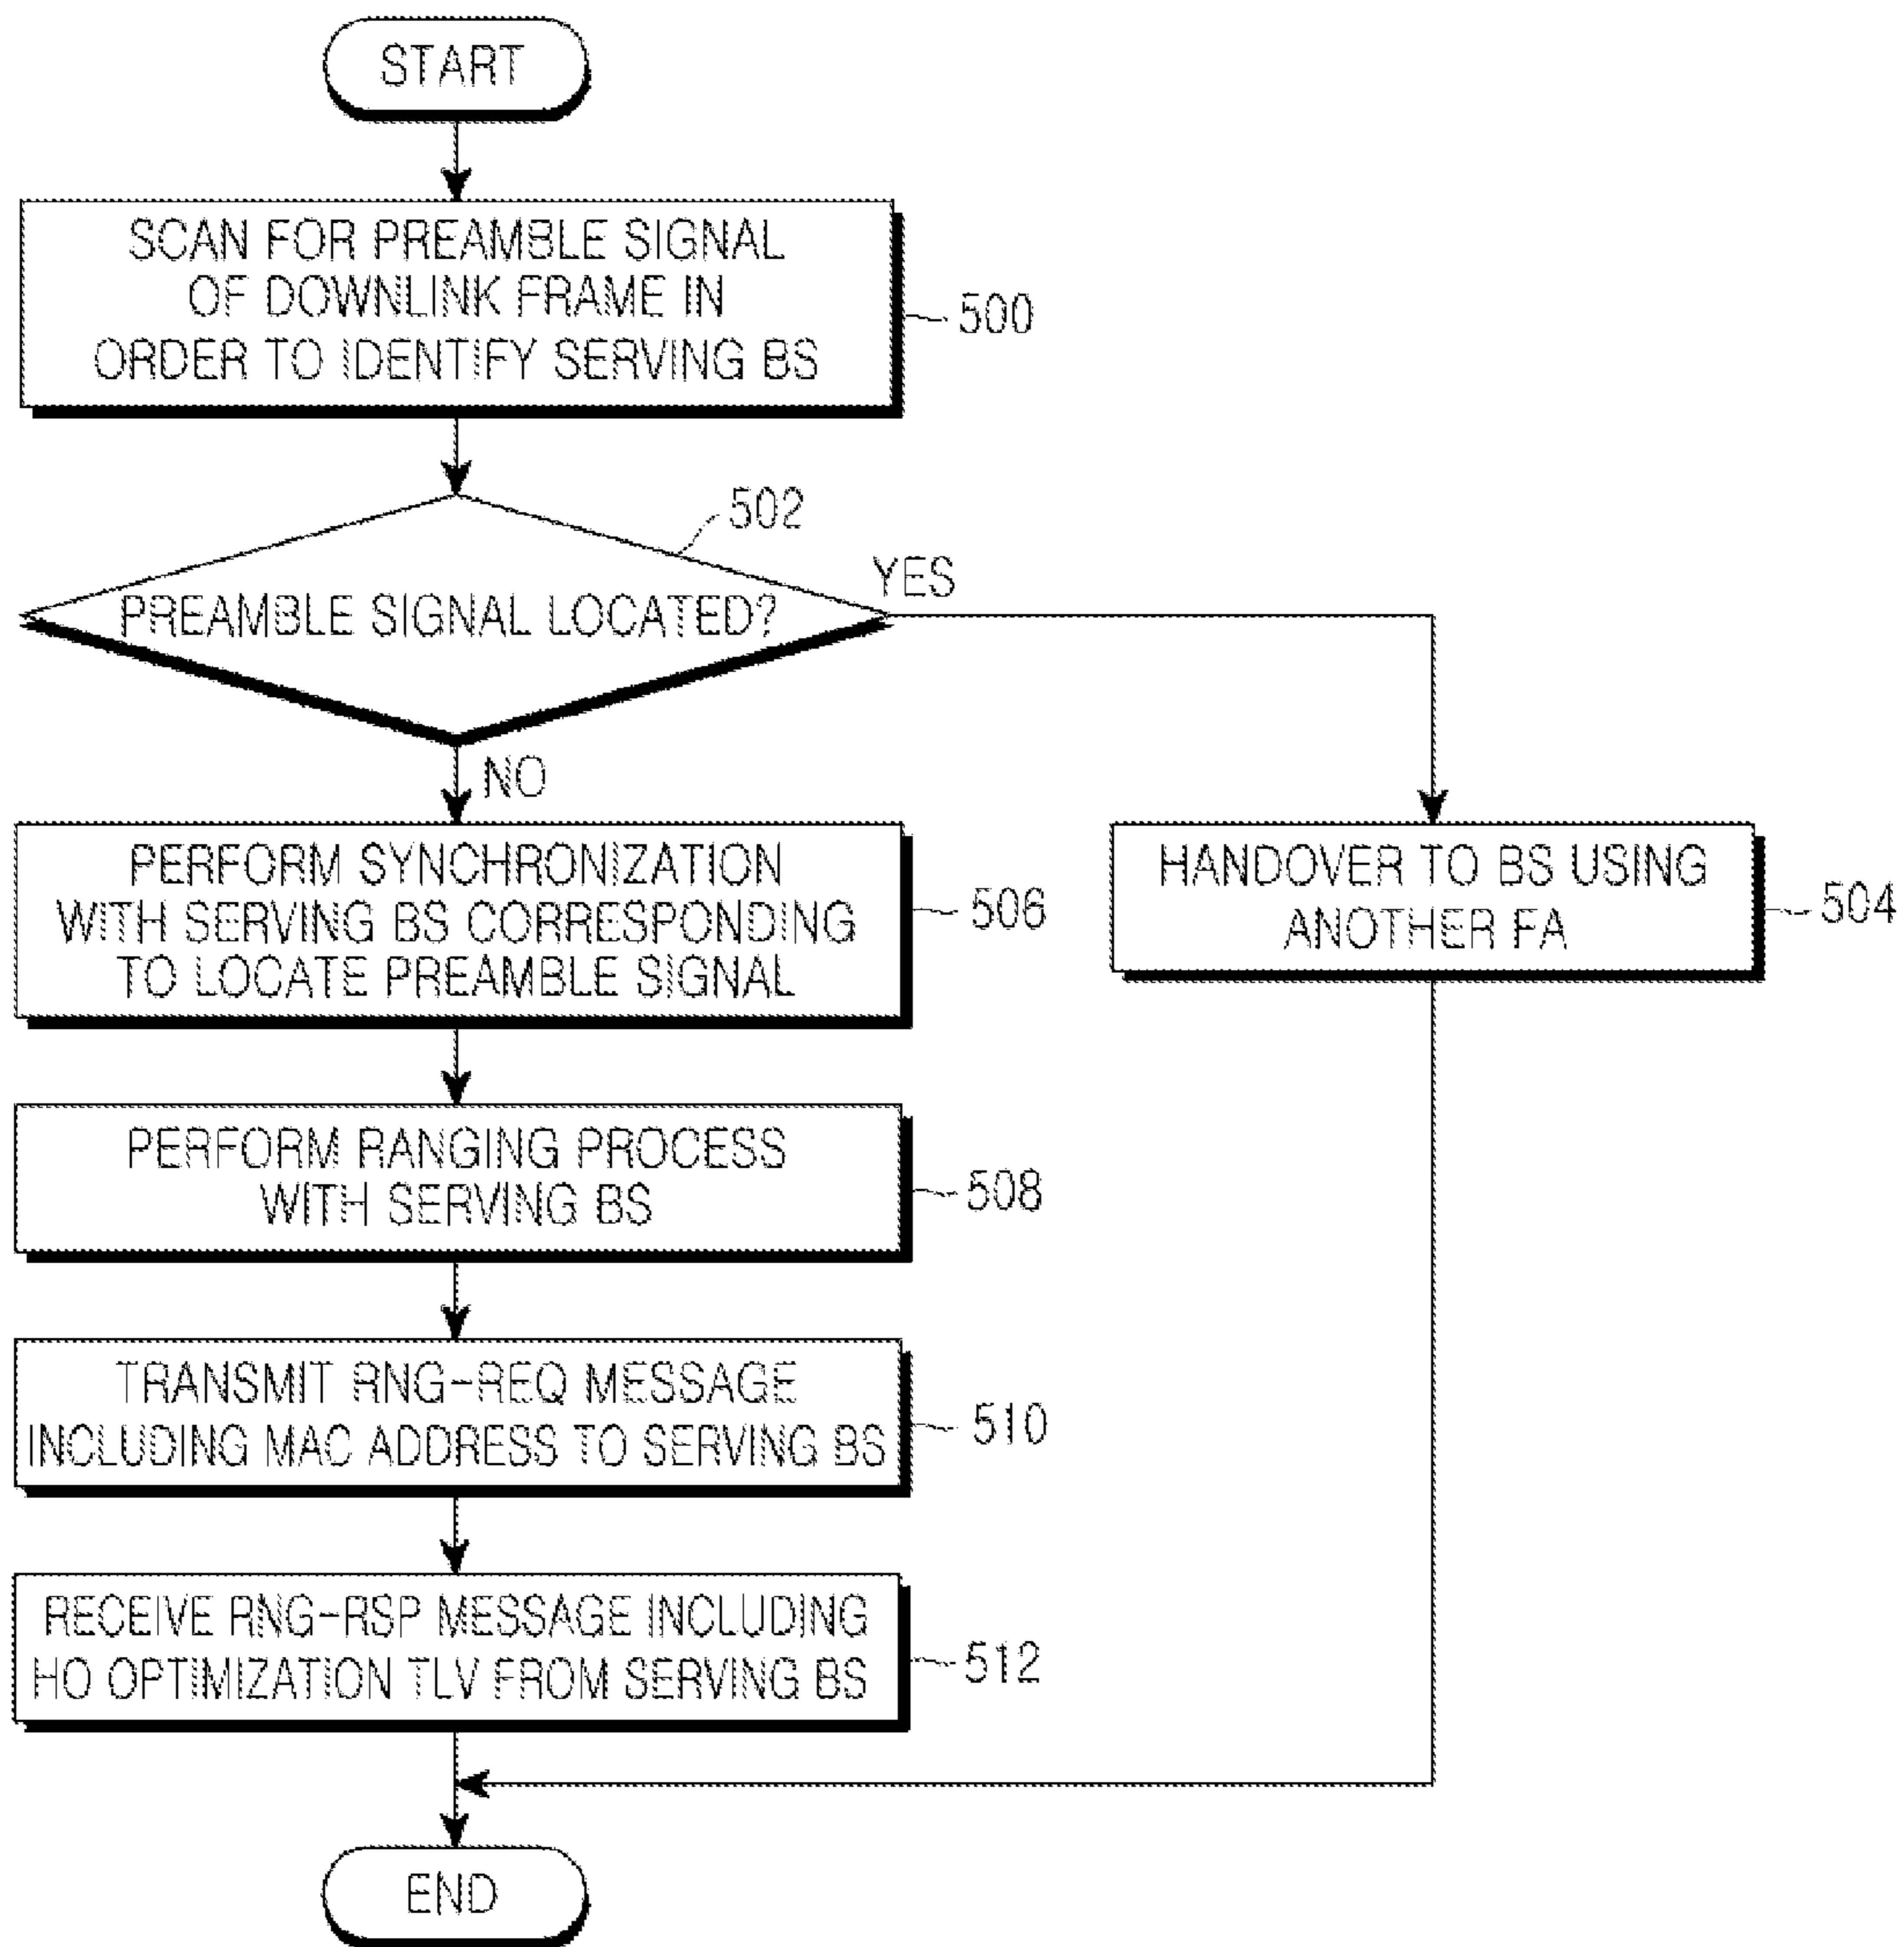 START
SCAN FOR PREAMBLE SIGNAL
OF DOWNLINK FRAME IN
ORDER TO IDENTIFY SERVING BS
500
502
PREAMBLE SIGNAL LOCATED?
YES
NO
PERFORM SYNCHRONIZATION
WITH SERVING BS CORRESPONDING
TO LOCATE PREAMBLE SIGNAL
506
HANDOVER TO BS USING
ANOTHER FA
504
PERFORM RANGING PROCESS
WITH SERVING BS
508
TRANSMIT RNG-REQ MESSAGE
INCLUDING MAC ADDRESS TO SERVING BS
510
RECEIVE RNG-RSP MESSAGE INCLUDING
HO OPTIMIZATION TLV FROM SERVING BS
512
END